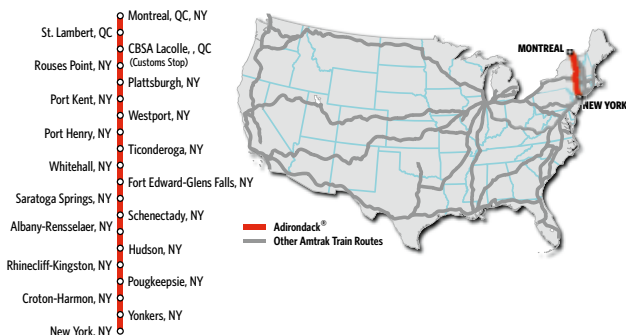 Montreal, QC, NY
St. Lambert, QC
CBSA Lacolle, , QC
(Customs Stop)
Rouses Point, NY
Plattsburgh, NY
Port Kent, NY
Westport, NY
Port Henry, NY
Ticonderoga, NY
Whitehall, NY
Fort Edward-Glens Falls, NY
Saratoga Springs, NY
Schenectady, NY
Albany-Rensselaer, NY
Hudson, NY
Rhinecliff-Kingston, NY
Pougkeepsie, NY
Croton-Harmon, NY
Yonkers, NY
New York, NY
MONTREAL
NEW YORK
Adirondack®
Other Amtrak Train Routes